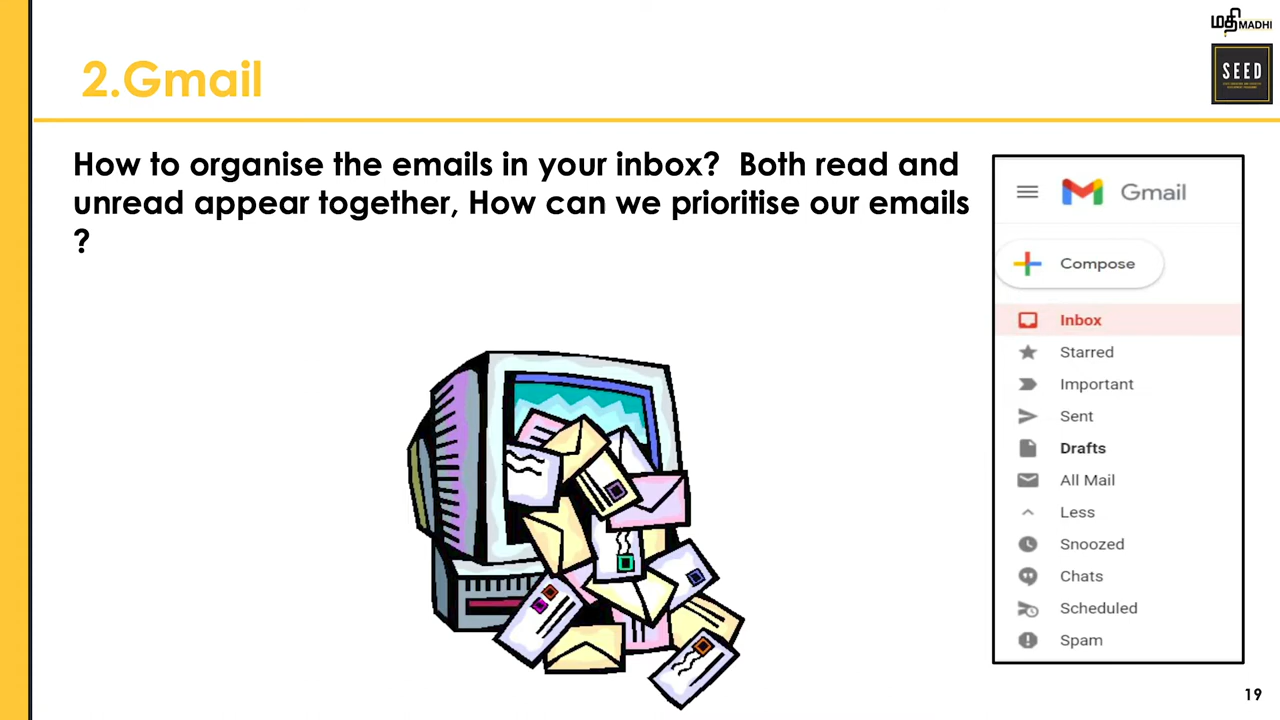 மதி MADHI
SEED
2.Gmail
How to organise the emails in your inbox?  Both read and
unread appear together, How can we prioritise our emails
?
Gmail
Compose
Inbox
Starred
Important
Sent
Drafts
All Mail
Less
Snoozed
Chats
Scheduled
Spam
19